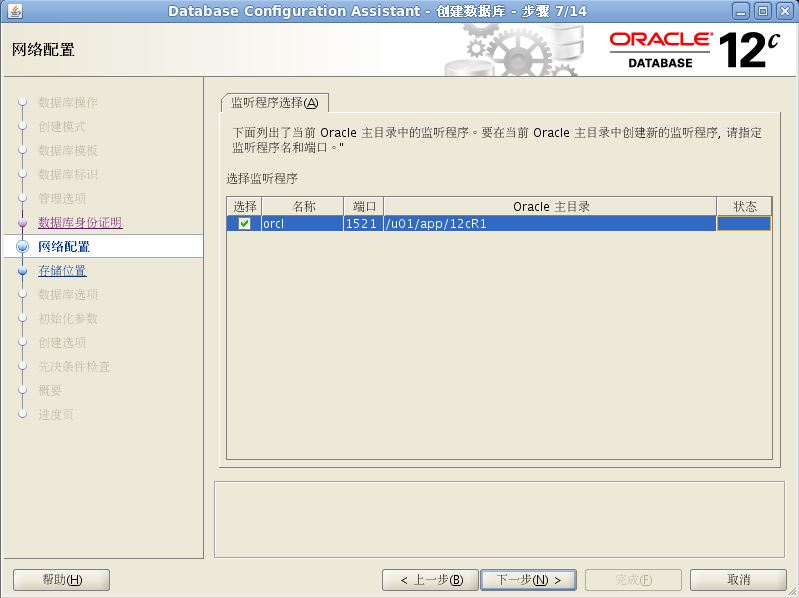 Database Configuration Assistant - 创建数据库 - 步骤 7/14
网络配置
ORACLE
DATABASE
12c
数据库操作
创建模式
数据库模板
数据库标识
管理选项
数据库身份证明
网络配置
存储位置
数据库选项
初始化参数
创建选项
先决条件检查
概要
进度页
监听程序选择(A)
下面列出了当前 Oracle 主目录中的监听程序。要在当前 Oracle 主目录中创建新的监听程序, 请指定
监听程序名和端口。"
选择监听程序
选择 名称 端口 Oracle 主目录 状态
orcl 1521 /u01/app/12cR1
帮助(H) < 上一步(B) 下一步(N) > 完成(F) 取消